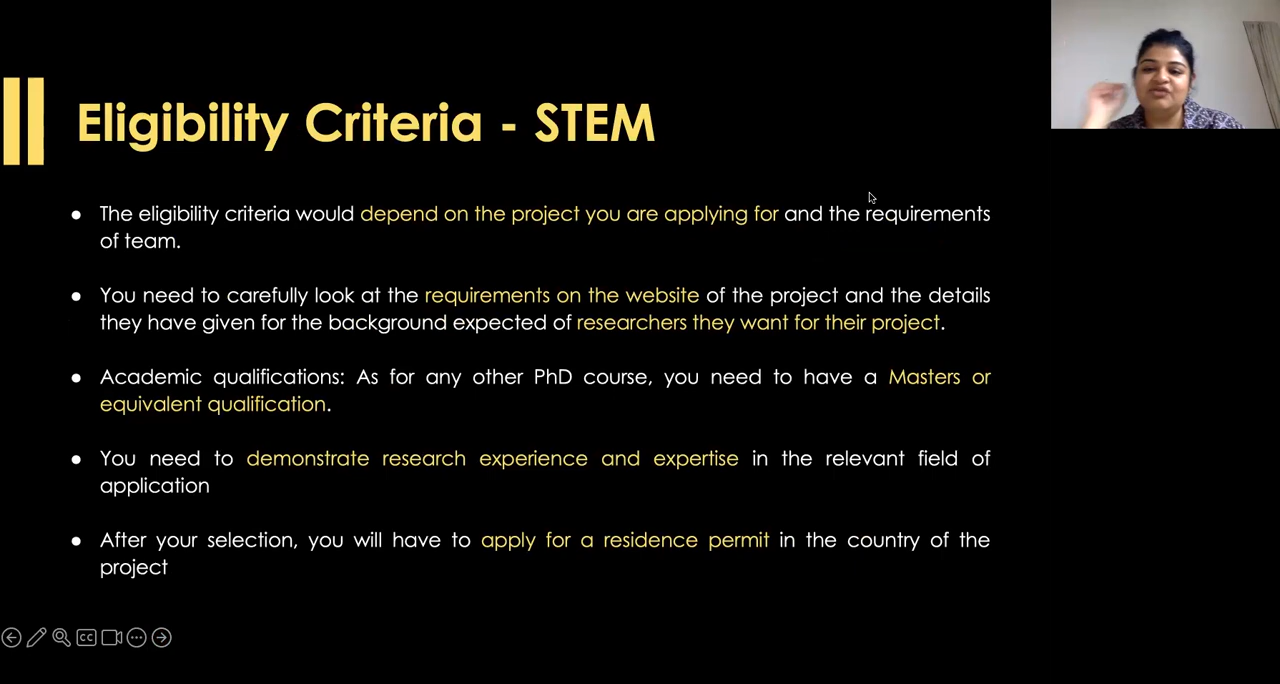 Eligibility Criteria - STEM
● The eligibility criteria would depend on the project you are applying for and the requirements
of team.
● You need to carefully look at the requirements on the website of the project and the details
they have given for the background expected of researchers they want for their project.
● Academic qualifications: As for any other PhD course, you need to have a Masters or
equivalent qualification.
● You need to demonstrate research experience and expertise in the relevant field of
application
● After your selection, you will have to apply for a residence permit in the country of the
project
CC